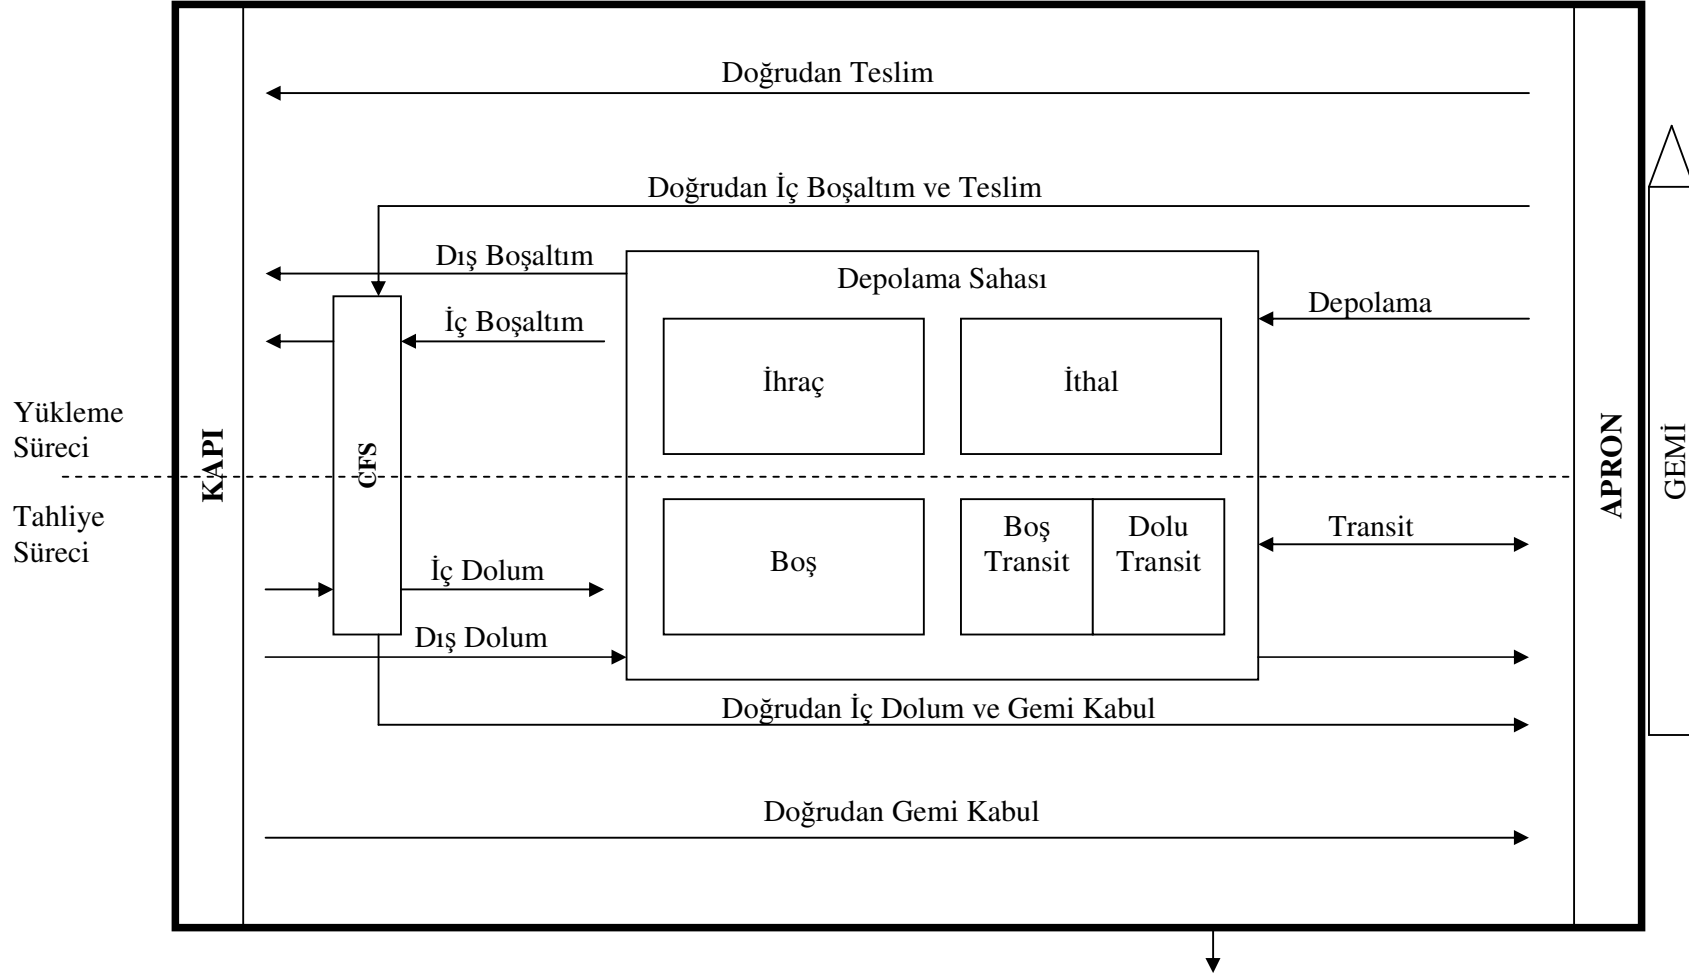 Doğrudan Teslim
Doğrudan İç Boşaltım ve Teslim
Dış Boşaltım
Depolama Sahası
Depolama
İç Boşaltım
İhraç
İthal
Yükleme
Süreci
KAPI
CFS
APRON
GEMİ
Tahliye
Süreci
Boş
Boş
Transit
Dolu
Transit
Transit
İç Dolum
Dış Dolum
Doğrudan İç Dolum ve Gemi Kabul
Doğrudan Gemi Kabul